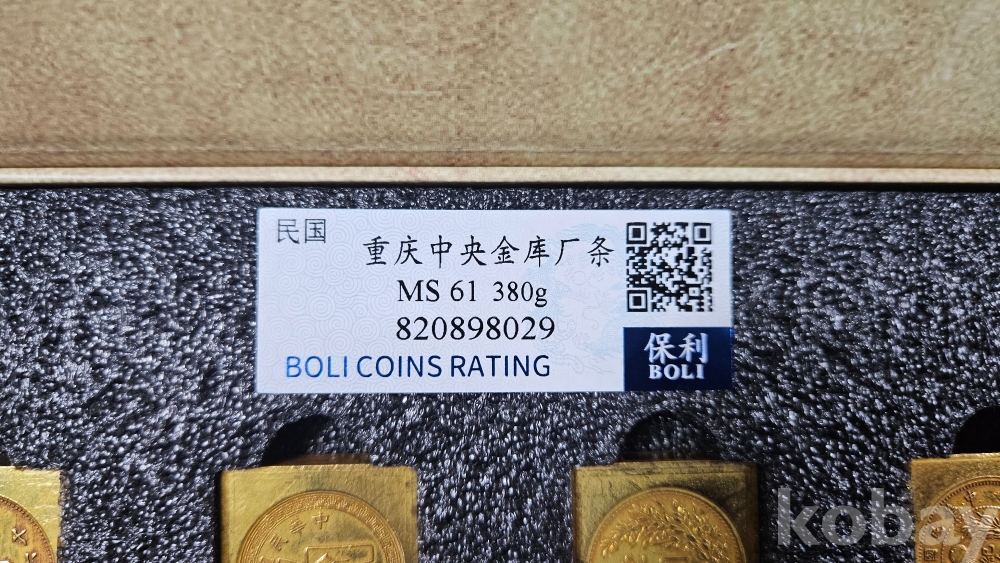 民国
重庆中央金库厂条
MS 61 380g
820898029
BOLI COINS RATING
保利
BOLI
中
kobay